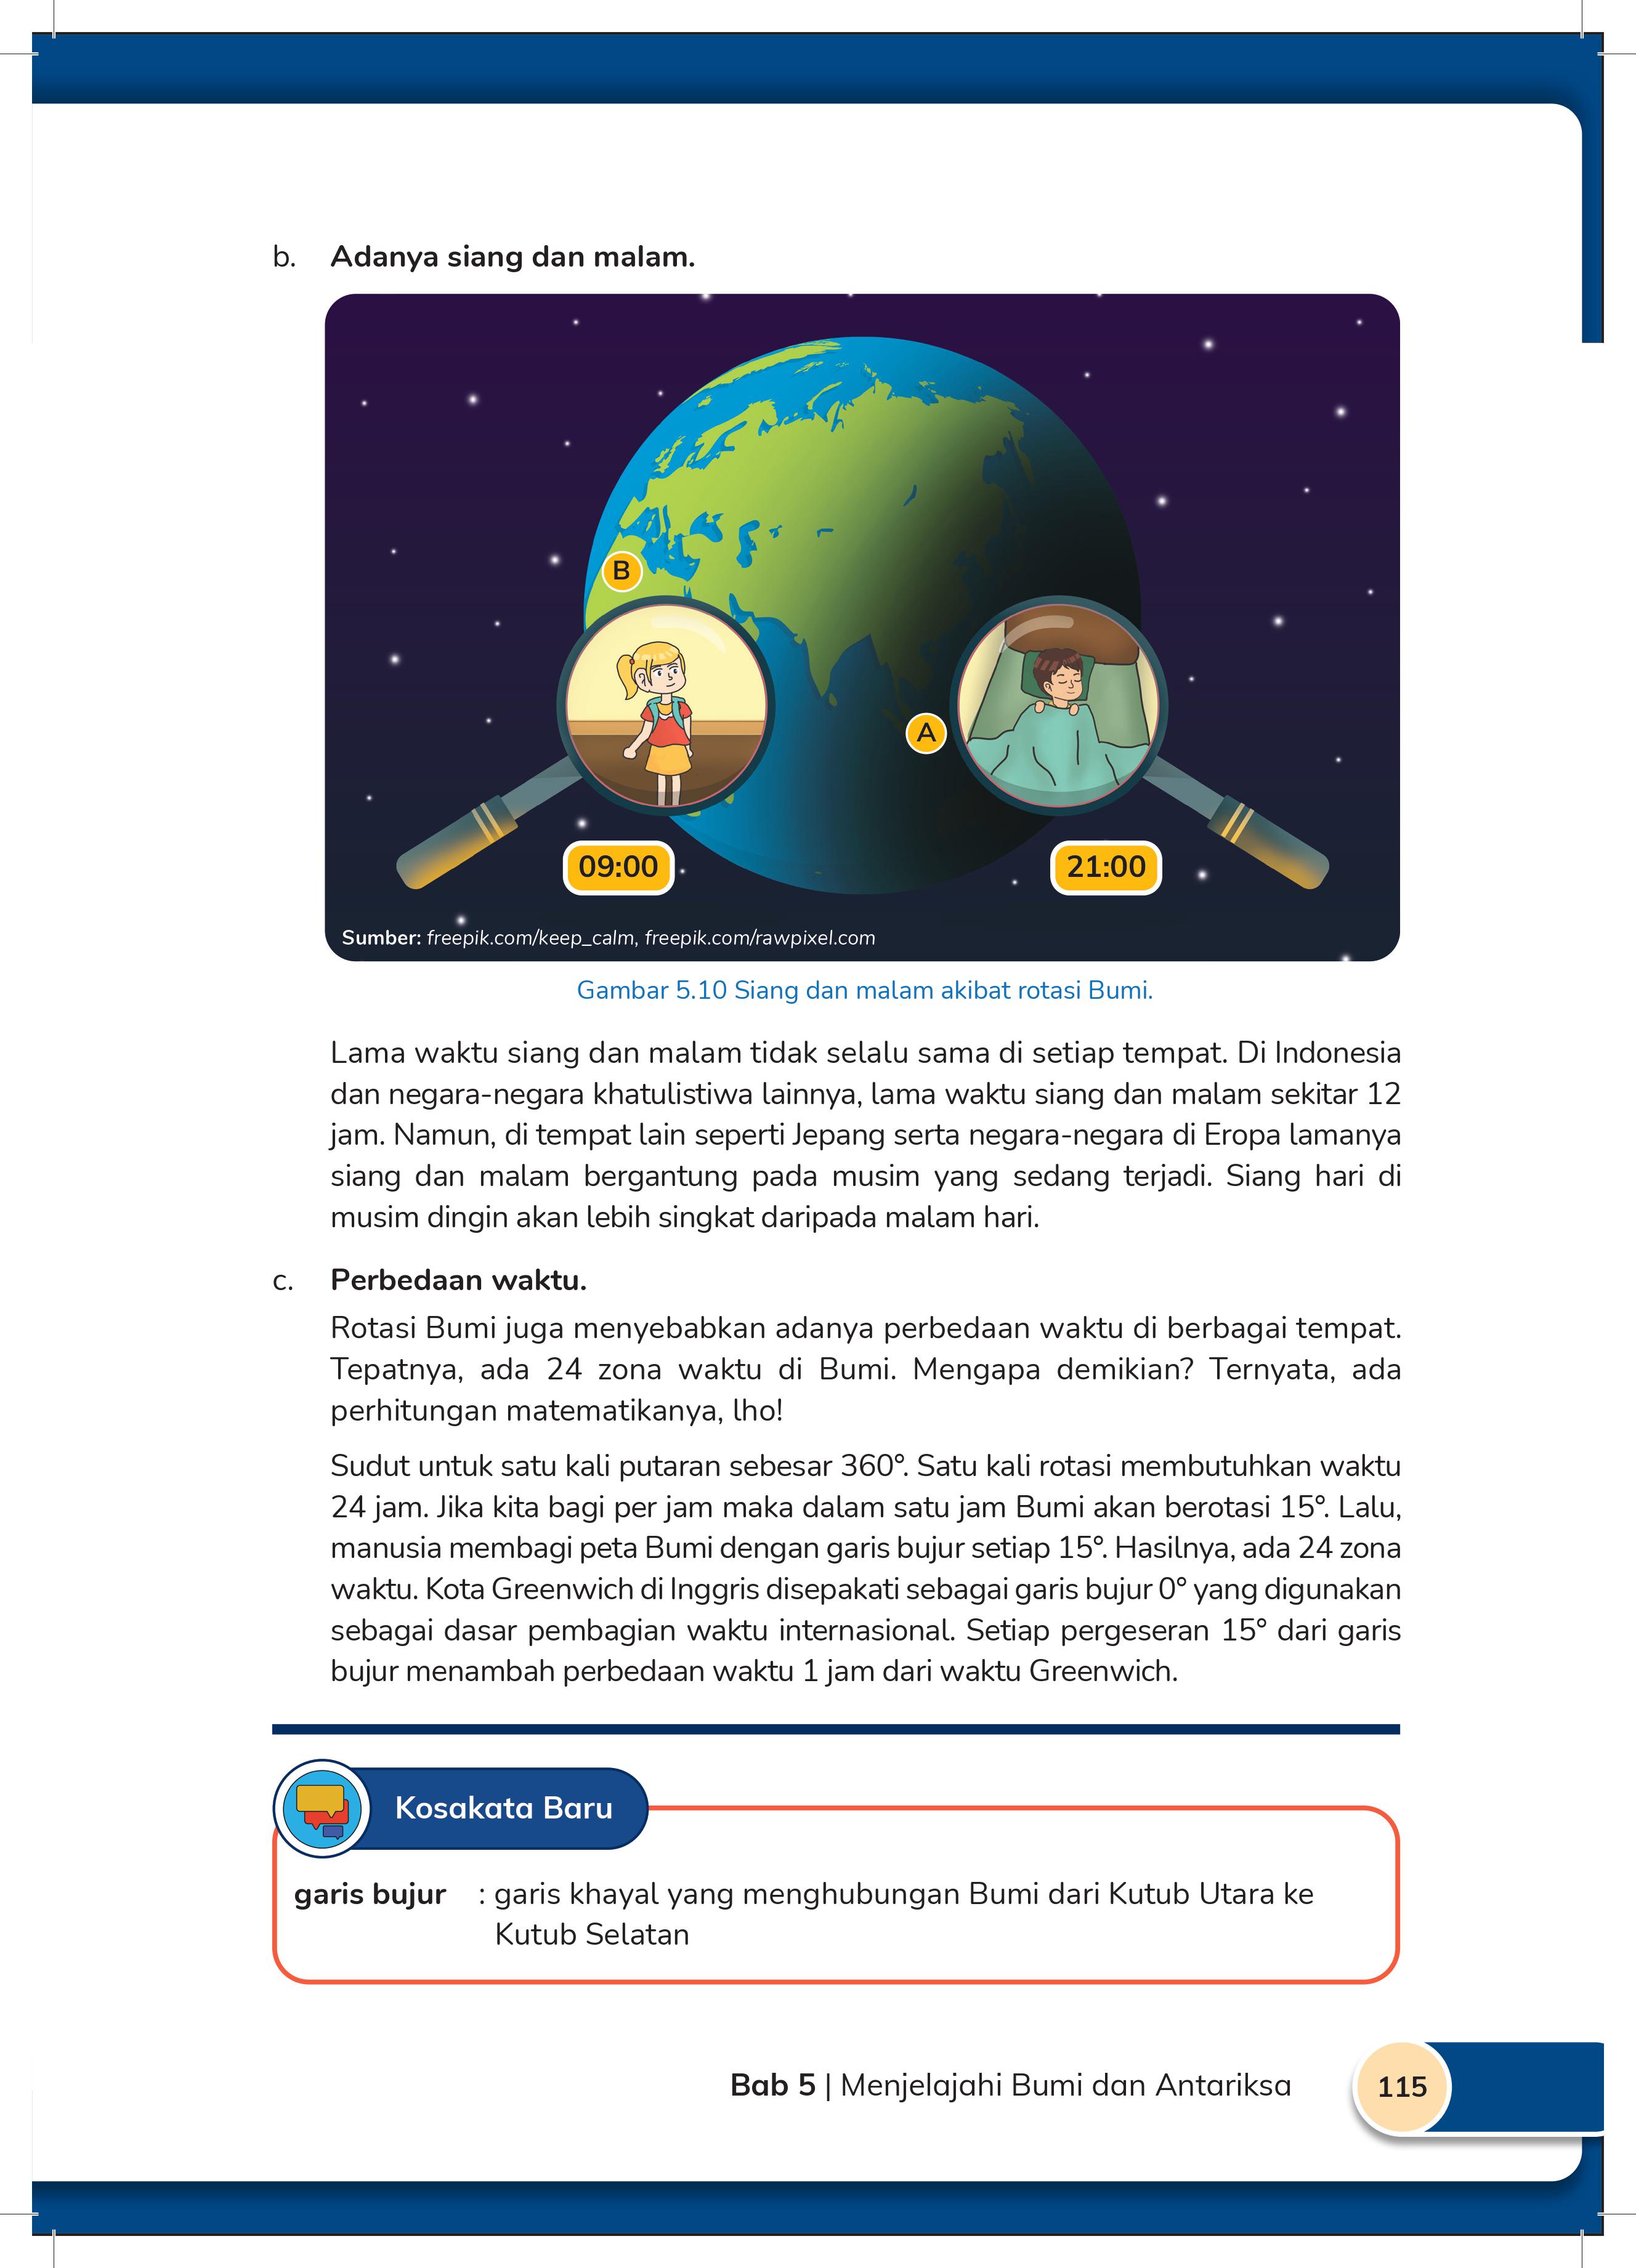 b. Adanya siang dan malam.
B
A
09:00
21:00
Sumber: freepik.com/keep_calm, freepik.com/rawpixel.com
Gambar 5.10 Siang dan malam akibat rotasi Bumi.
Lama waktu siang dan malam tidak selalu sama di setiap tempat. Di Indonesia
dan negara-negara khatulistiwa lainnya, lama waktu siang dan malam sekitar 12
jam. Namun, di tempat lain seperti Jepang serta negara-negara di Eropa lamanya
siang dan malam bergantung pada musim yang sedang terjadi. Siang hari di
musim dingin akan lebih singkat daripada malam hari.
c. Perbedaan waktu.
Rotasi Bumi juga menyebabkan adanya perbedaan waktu di berbagai tempat.
Tepatnya, ada 24 zona waktu di Bumi. Mengapa demikian? Ternyata, ada
perhitungan matematikanya, lho!
Sudut untuk satu kali putaran sebesar 360°. Satu kali rotasi membutuhkan waktu
24 jam. Jika kita bagi per jam maka dalam satu jam Bumi akan berotasi 15°. Lalu,
manusia membagi peta Bumi dengan garis bujur setiap 15°. Hasilnya, ada 24 zona
waktu. Kota Greenwich di Inggris disepakati sebagai garis bujur 0° yang digunakan
sebagai dasar pembagian waktu internasional. Setiap pergeseran 15° dari garis
bujur menambah perbedaan waktu 1 jam dari waktu Greenwich.
Kosakata Baru
garis bujur : garis khayal yang menghubungan Bumi dari Kutub Utara ke
Kutub Selatan
Bab 5 | Menjelajahi Bumi dan Antariksa
115